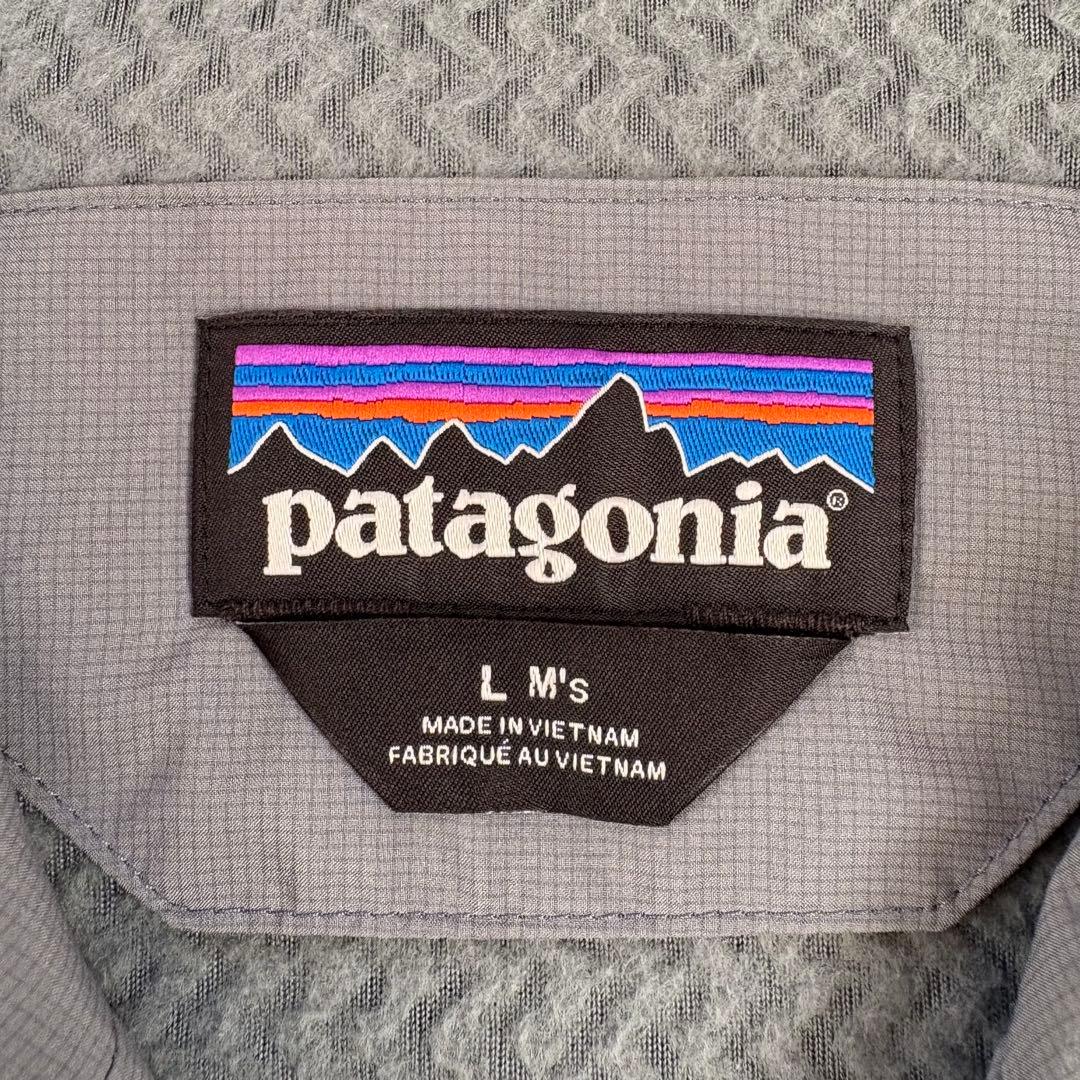 patagonia®
L M's
MADE IN VIETNAM
FABRIQUÉ AU VIETNAM